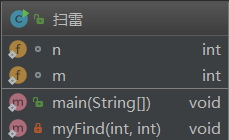 扫雷
n int
m int
main(String[]) void
myFind(int, int) void